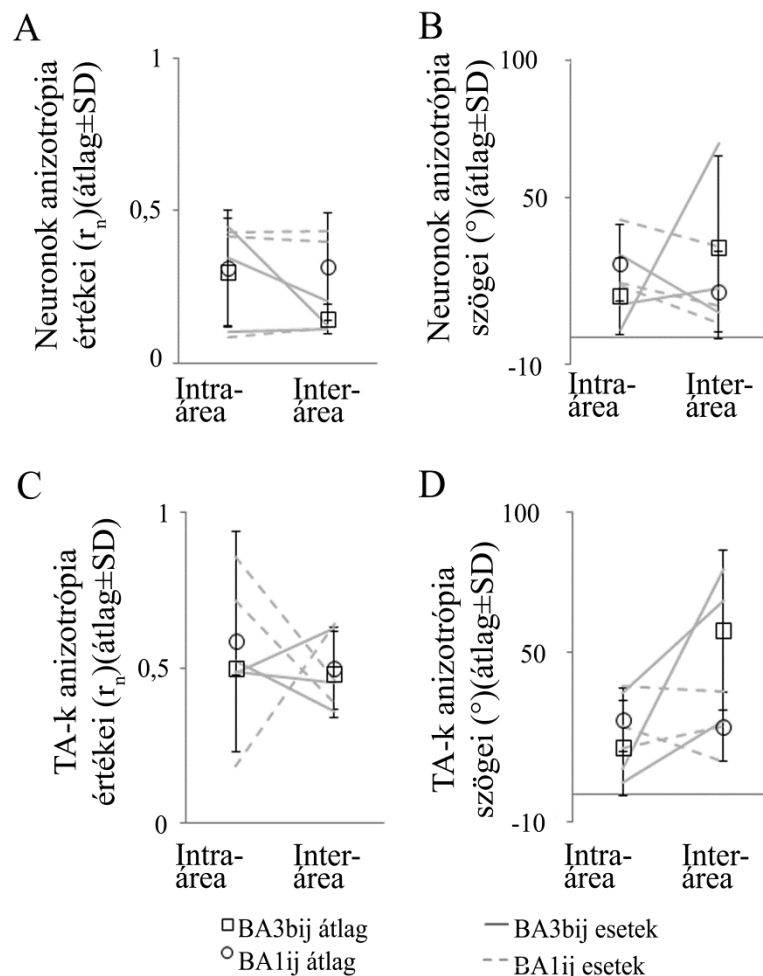 A
Neuronok anizotrópia
értékei (rₙ)(átlag±SD)
1
0,5
0
Intra-
área
Inter-
área
B
Neuronok anizotrópia
szögei (°)(átlag±SD)
100
50
-10
Intra-
área
Inter-
área
C
TA-k anizotrópia
értékei (rₙ)(átlag±SD)
1
0,5
0
Intra-
área
Inter-
área
D
TA-k anizotrópia
szögei (°)(átlag±SD)
100
50
-10
Intra-
área
Inter-
área
BA3bij átlag
BA1ij átlag
BA3bij esetek
BA1ij esetek